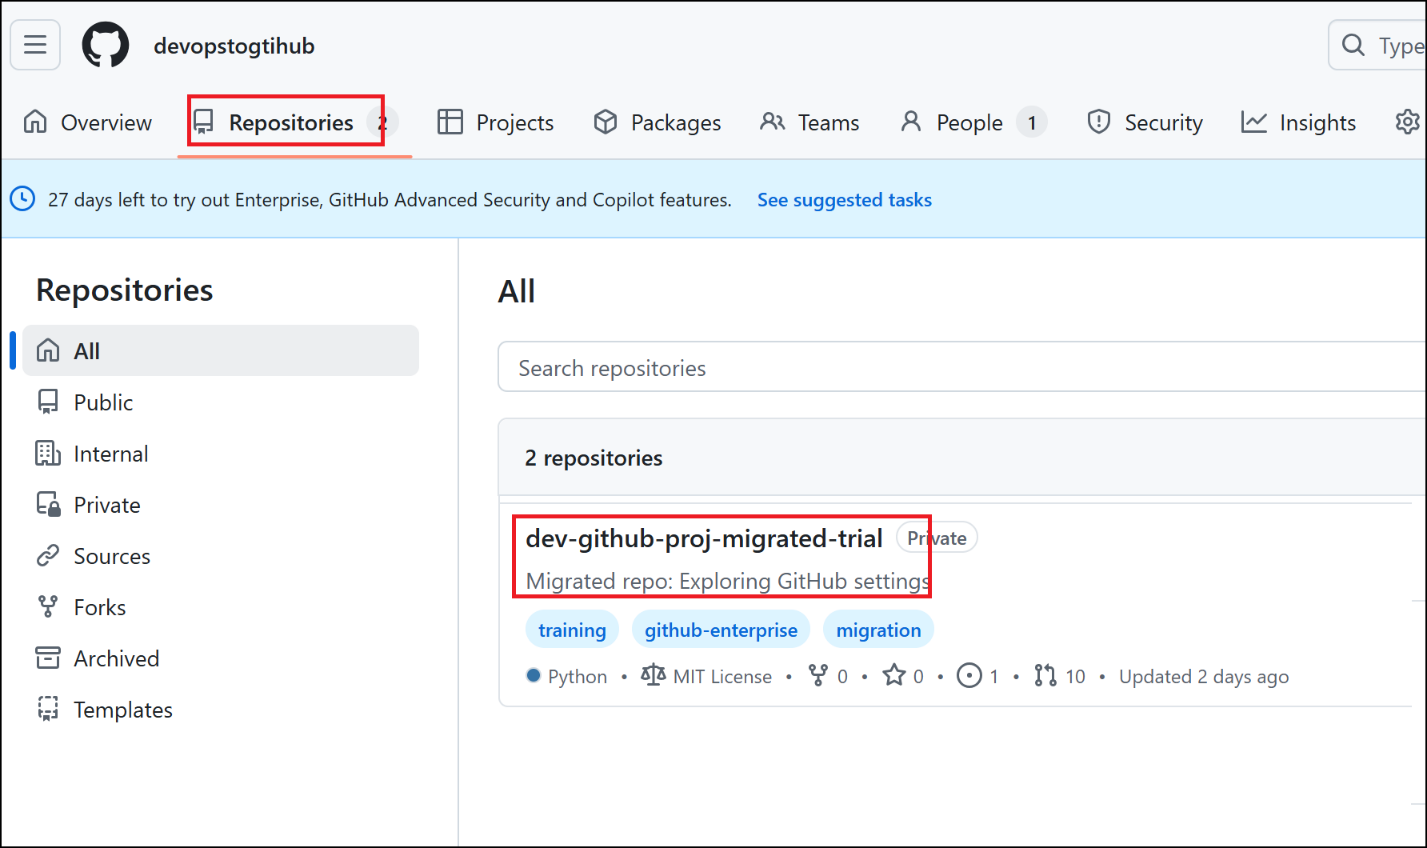 devopstogtihub
Type
Overview Repositories 2 Projects Packages Teams People 1 Security Insights
27 days left to try out Enterprise, GitHub Advanced Security and Copilot features. See suggested tasks
Repositories
All
Public
Internal
Private
Sources
Forks
Archived
Templates
All
Search repositories
2 repositories
dev-github-proj-migrated-trial Private
Migrated repo: Exploring GitHub settings
training github-enterprise migration
Python • MIT License • 0 • 0 • 1 • 10 • Updated 2 days ago